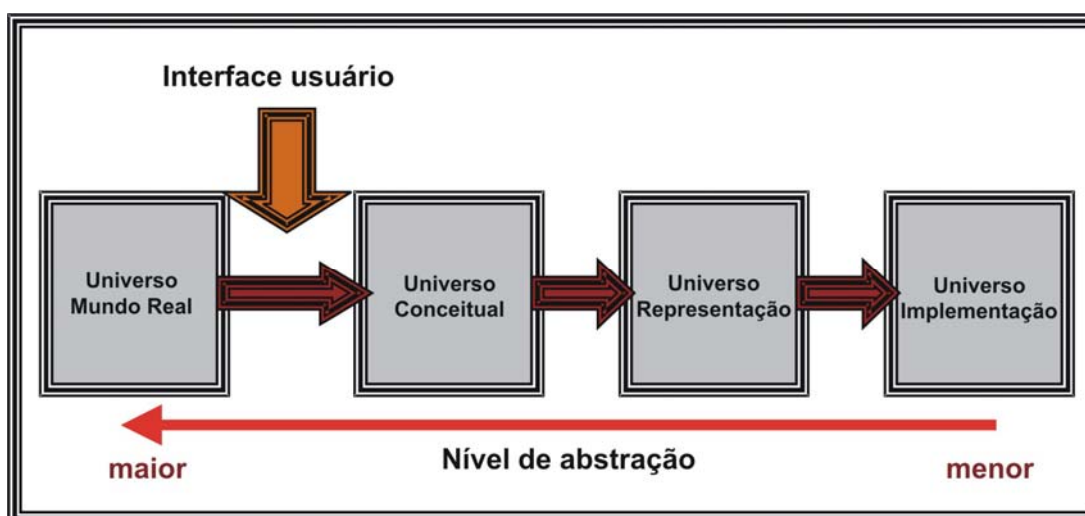 Interface usuário
Universo
Mundo Real
Universo
Conceitual
Universo
Representação
Universo
Implementação
maior
Nível de abstração
menor